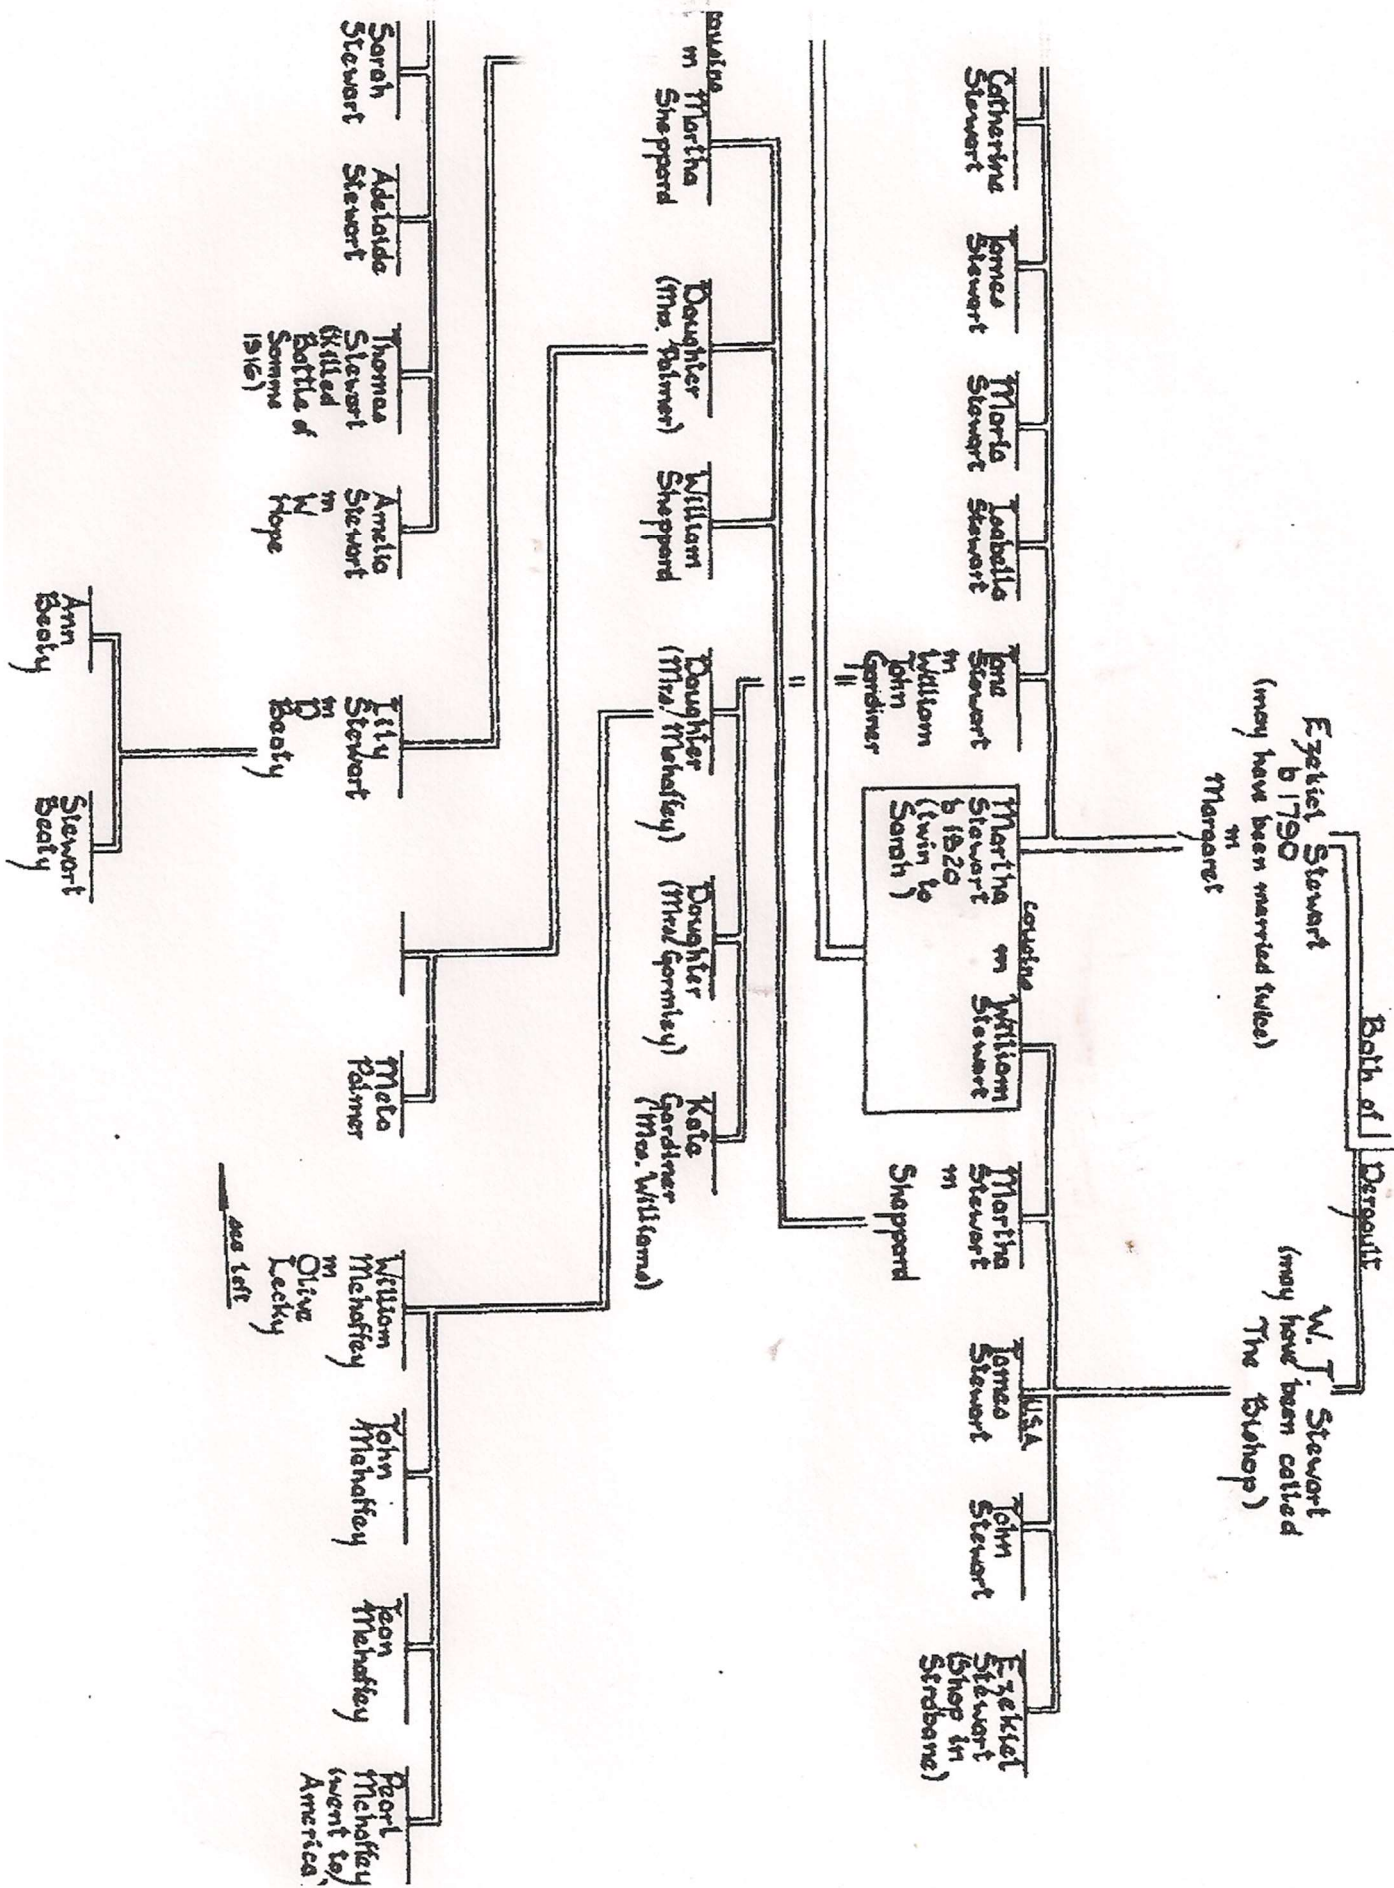 Both of Dergault
Ezekiel Stewart
b 1790
(may have been married twice)
m
Margaret
W. J. Stewart
(may have been called
The Bishop)
Catherine
Stewart
James
Stewart
Maria
Stewart
Isabella
Stewart
Jane
Stewart
m
William
John
Gardiner
Martha
Stewart
b 1820
(twin to
Sarah)
cousins
m
William
Stewart
Martha
Stewart
m
Sheppard
U.S.A.
James
Stewart
John
Stewart
Ezekiel
Stewart
(Shop in
Strabane)
cousins
m
Martha
Sheppard
Daughter
(Mrs. Palmer)
William
Sheppard
Daughter
(Mrs. Mehaffey)
Daughter
(Mrs. Gormley)
Kate
Gardiner
(Mrs. Williams)
Sarah
Stewart
Adelaide
Stewart
Thomas
Stewart
(Killed
Battle of
Somme
1916)
Amelia
Stewart
m
W
Hope
Lily
Stewart
m
D
Beaty
Meta
Palmer
William
Mehaffey
m
Olive
Lecky
see left
John
Mehaffey
Jean
Mehaffey
Pearl
Mehaffey
(went to
America)
Ann
Beaty
Stewart
Beaty